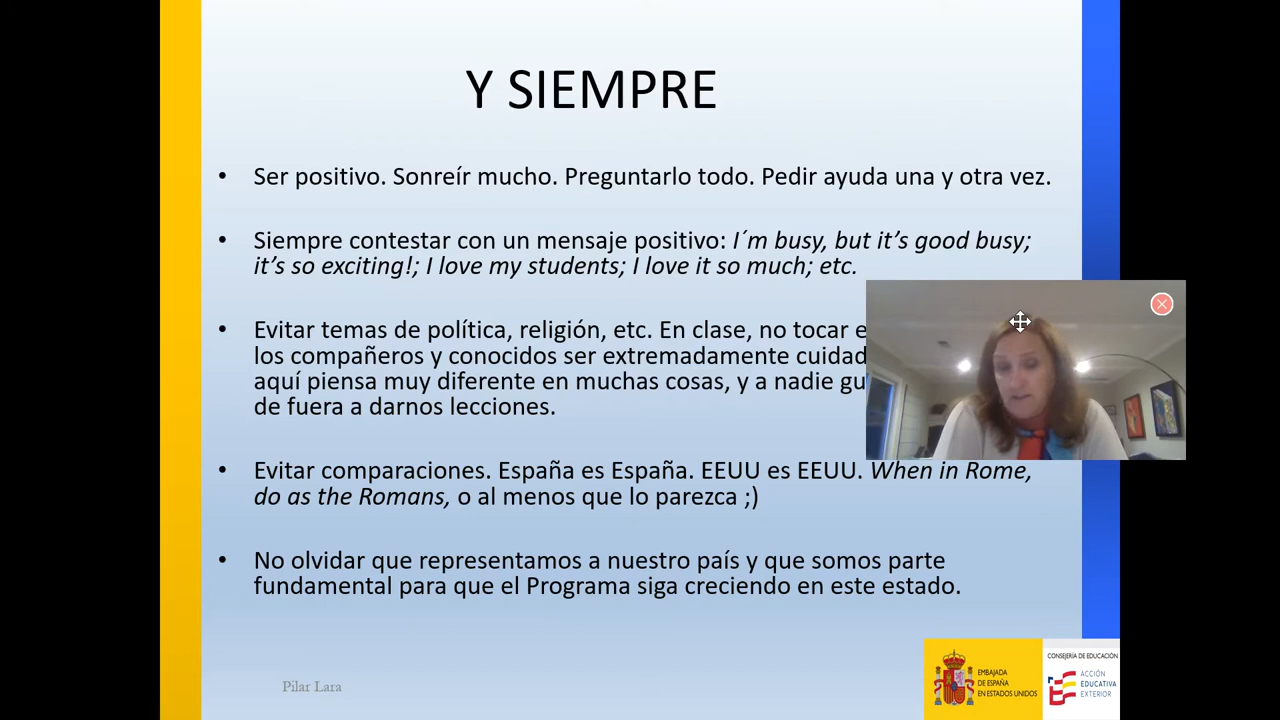 Y SIEMPRE
• Ser positivo. Sonreír mucho. Preguntarlo todo. Pedir ayuda una y otra vez.
• Siempre contestar con un mensaje positivo: I´m busy, but it’s good busy;
it’s so exciting!; I love my students; I love it so much; etc.
• Evitar temas de política, religión, etc. En clase, no tocar
los compañeros y conocidos ser extremadamente
aquí piensa muy diferente en muchas cosas, y a nadie
de fuera a darnos lecciones.
• Evitar comparaciones. España es España. EEUU es EEUU. When in Rome,
do as the Romans, o al menos que lo parezca ;)
• No olvidar que representamos a nuestro país y que somos parte
fundamental para que el Programa siga creciendo en este estado.
Pilar Lara
EMBAJADA
DE ESPAÑA
EN ESTADOS UNIDOS
CONSEJERÍA DE EDUCACIÓN
ACCIÓN
EDUCATIVA
EXTERIOR